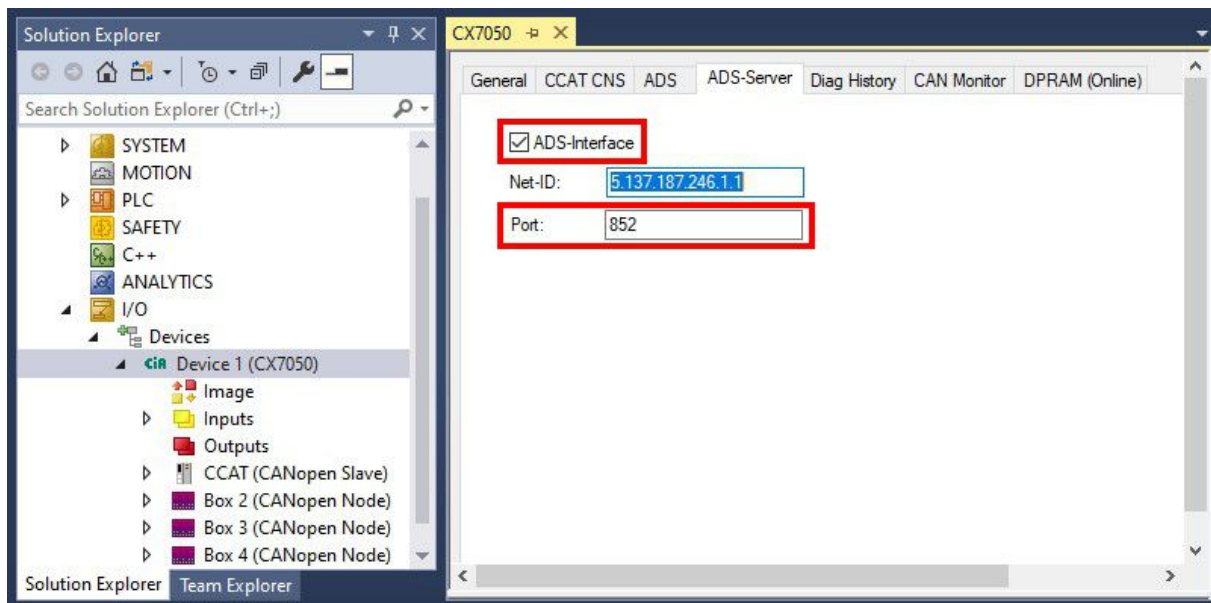 Solution Explorer
Search Solution Explorer (Ctrl+;)
SYSTEM
MOTION
PLC
SAFETY
C++
ANALYTICS
I/O
Devices
CiA Device 1 (CX7050)
Image
Inputs
Outputs
CCAT (CANopen Slave)
Box 2 (CANopen Node)
Box 3 (CANopen Node)
Box 4 (CANopen Node)
Solution Explorer Team Explorer
CX7050
General CCAT CNS ADS ADS-Server Diag History CAN Monitor DPRAM (Online)
ADS-Interface
Net-ID: 5.137.187.246.1.1
Port: 852